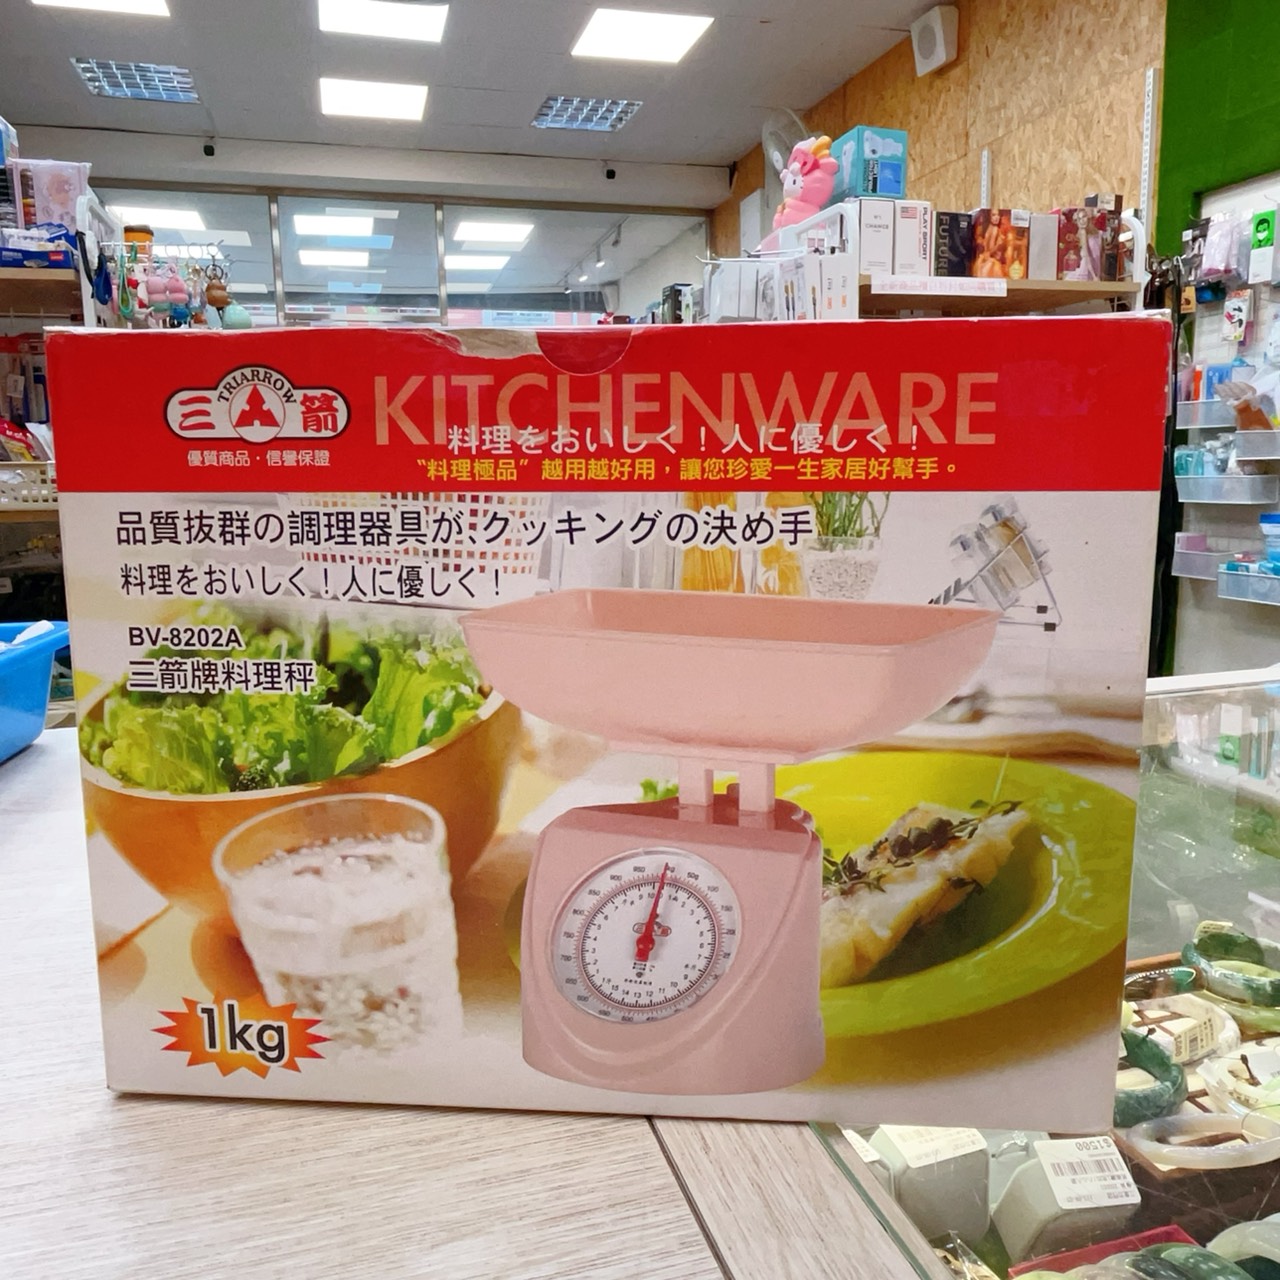 三 TRIARROW 箭
優質商品・信譽保證
KITCHENWARE
料理をおいしく！人に優しく！
“料理極品”越用越好用，讓您珍愛一生家居好幫手。
品質抜群の調理器具が、クッキングの決め手
料理をおいしく！人に優しく！
BV-8202A
三箭牌料理秤
1kg
PLAY SPORT
FUTURE
$1500